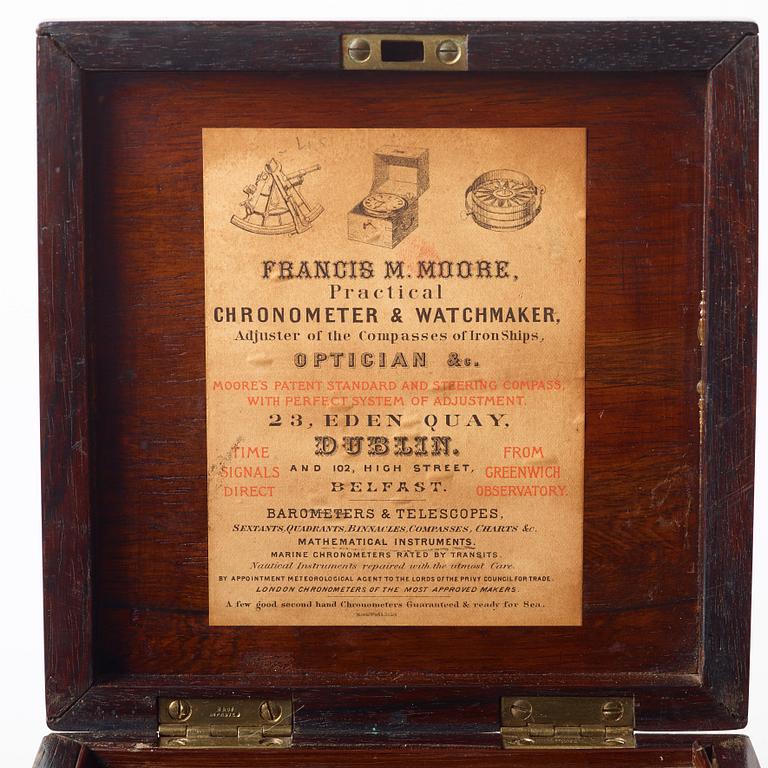 FRANCIS M. MOORE,
Practical
CHRONOMETER & WATCHMAKER,
Adjuster of the Compasses of Iron Ships,
OPTICIAN &c.
MOORE'S PATENT STANDARD AND STEERING COMPASS,
WITH PERFECT SYSTEM OF ADJUSTMENT.
23, EDEN QUAY,
DUBLIN.
TIME
SIGNALS
DIRECT
FROM
GREENWICH
OBSERVATORY.
AND 102, HIGH STREET,
BELFAST.
BAROMETERS & TELESCOPES,
SEXTANTS, QUADRANTS, BINNACLES, COMPASSES, CHARTS &c.
MATHEMATICAL INSTRUMENTS.
MARINE CHRONOMETERS RATED BY TRANSITS.
Nautical Instruments repaired with the utmost Care.
BY APPOINTMENT METEOROLOGICAL AGENT TO THE LORDS OF THE PRIVY COUNCIL FOR TRADE.
LONDON CHRONOMETERS OF THE MOST APPROVED MAKERS.
A few good second hand Chronometers Guaranteed & ready for Sea.